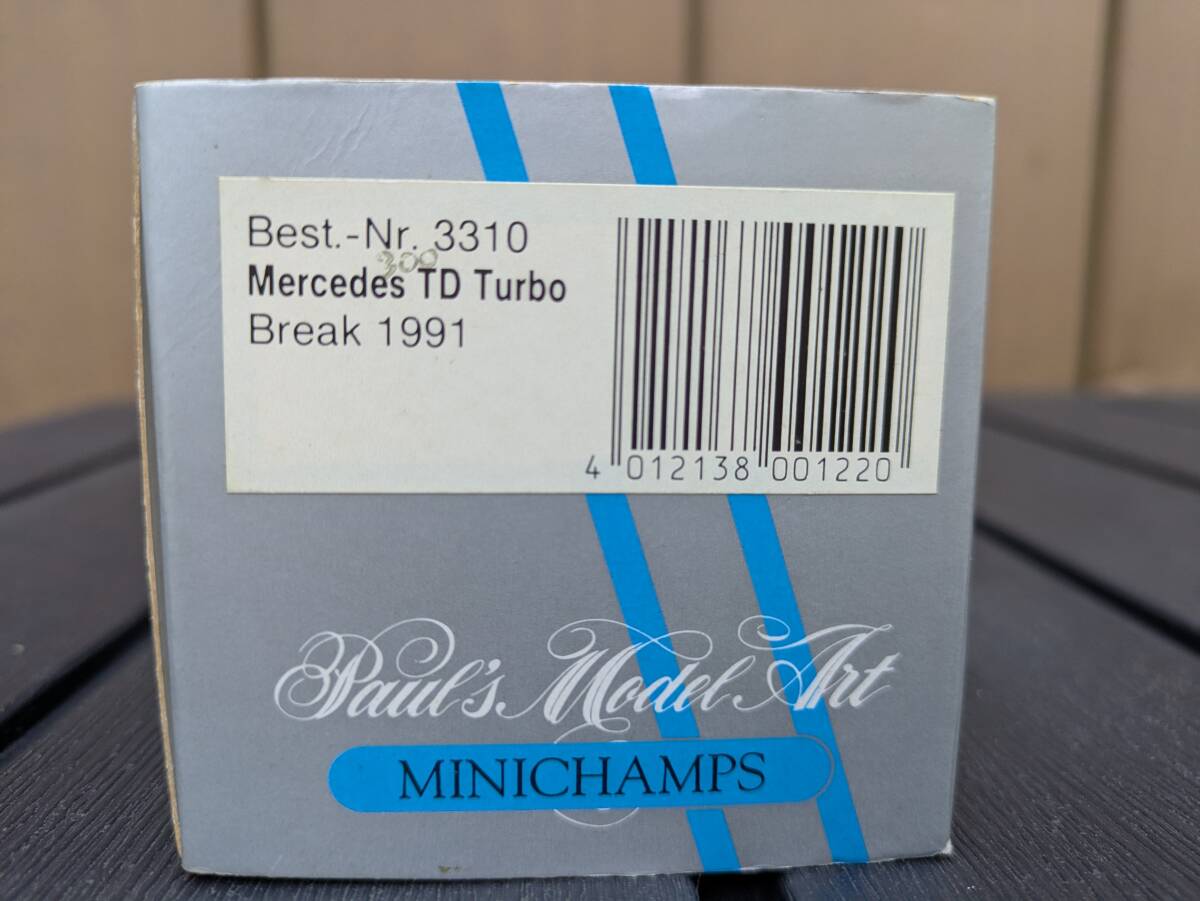 Best.-Nr. 3310
300
Mercedes TD Turbo
Break 1991
4 012138 001220
Paul's Model Art
MINICHAMPS